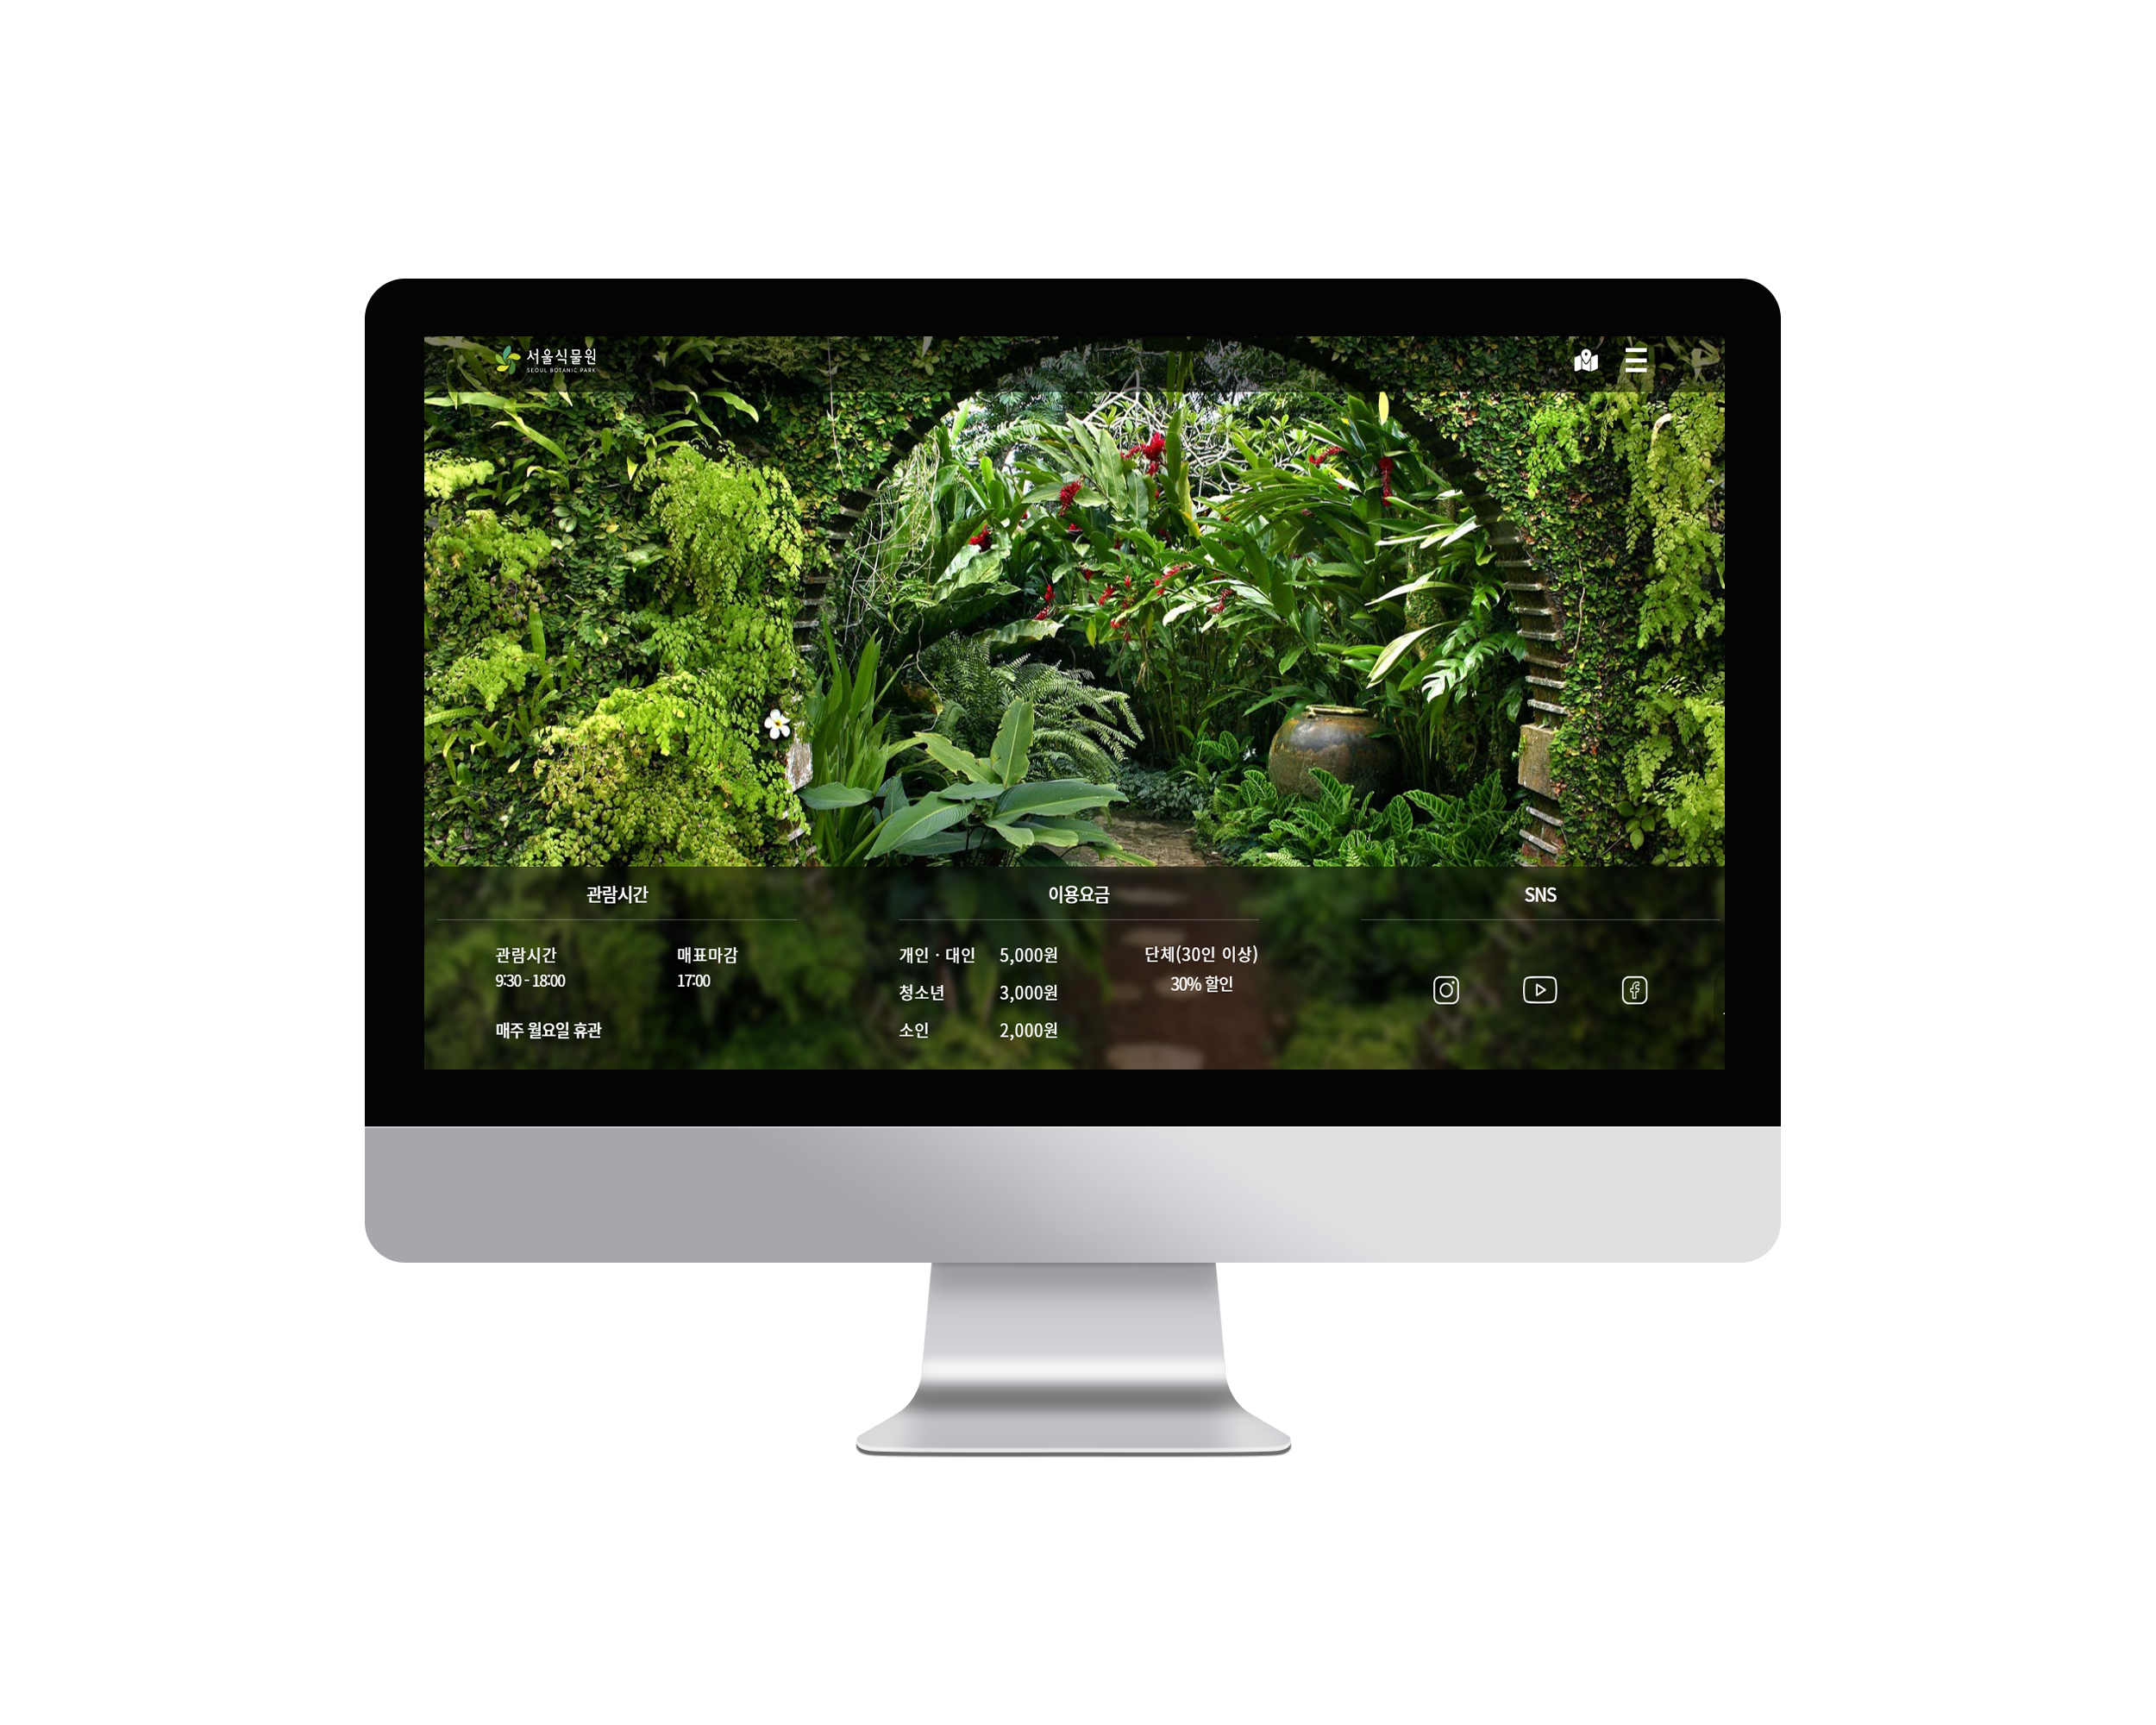 서울식물원
SEOUL BOTANIC PARK
관람시간
관람시간
9:30 - 18:00
매표마감
17:00
매주 월요일 휴관
이용요금
개인 · 대인 5,000원
청소년 3,000원
소인 2,000원
단체(30인 이상)
30% 할인
SNS